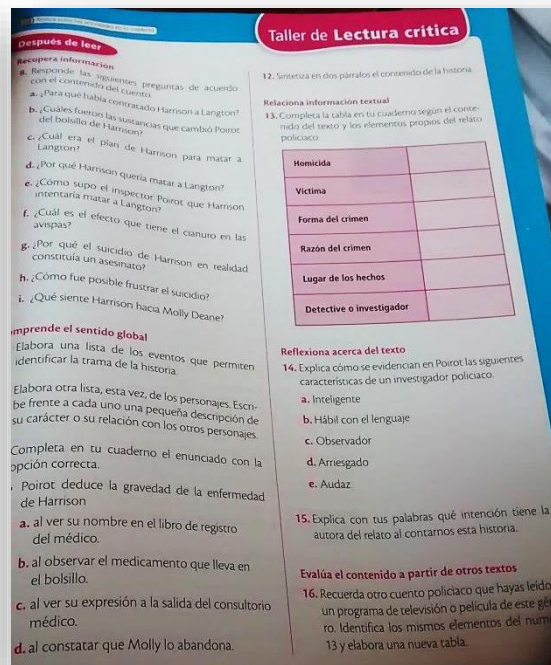 Taller de Lectura crítica
Después de leer
Recupera información
8. Responde las siguientes preguntas de acuerdo
con el contenido del cuento
a. ¿Para qué había contratado Harrison a Langton?
b. ¿Cuáles fueron las sustancias que cambió Poirot
del bolsillo de Harrison?
c. ¿Cuál era el plan de Harrison para matar a
Langton?
d. ¿Por qué Harrison quería matar a Langton?
e. ¿Cómo supo el inspector Poirot que Harrison
intentaría matar a Langton?
f. ¿Cuál es el efecto que tiene el cianuro en las
avispas?
g. ¿Por qué el suicidio de Harrison en realidad
constituía un asesinato?
h. ¿Cómo fue posible frustrar el suicidio?
i. ¿Qué siente Harrison hacia Molly Deane?
mprende el sentido global
Elabora una lista de los eventos que permiten
identificar la trama de la historia.
Elabora otra lista, esta vez, de los personajes. Escri-
be frente a cada uno una pequeña descripción de
su carácter o su relación con los otros personajes.
Completa en tu cuaderno el enunciado con la
opción correcta.
Poirot deduce la gravedad de la enfermedad
de Harrison
a. al ver su nombre en el libro de registro
del médico.
b. al observar el medicamento que lleva en
el bolsillo.
c. al ver su expresión a la salida del consultorio
médico.
d. al constatar que Molly lo abandona.
12. Sintetiza en dos párrafos el contenido de la historia.
Relaciona información textual
13. Completa la tabla en tu cuaderno según el conte-
nido del texto y los elementos propios del relato
policiaco
Homicida
Víctima
Forma del crimen
Razón del crimen
Lugar de los hechos
Detective o investigador
Reflexiona acerca del texto
14. Explica cómo se evidencian en Poirot las siguientes
características de un investigador policiaco.
a. Inteligente
b. Hábil con el lenguaje
c. Observador
d. Arriesgado
e. Audaz
15. Explica con tus palabras qué intención tiene la
autora del relato al contarnos esta historia.
Evalúa el contenido a partir de otros textos
16. Recuerda otro cuento policiaco que hayas leído
un programa de televisión o película de este gé
ro. Identifica los mismos elementos del num
13 y elabora una nueva tabla.